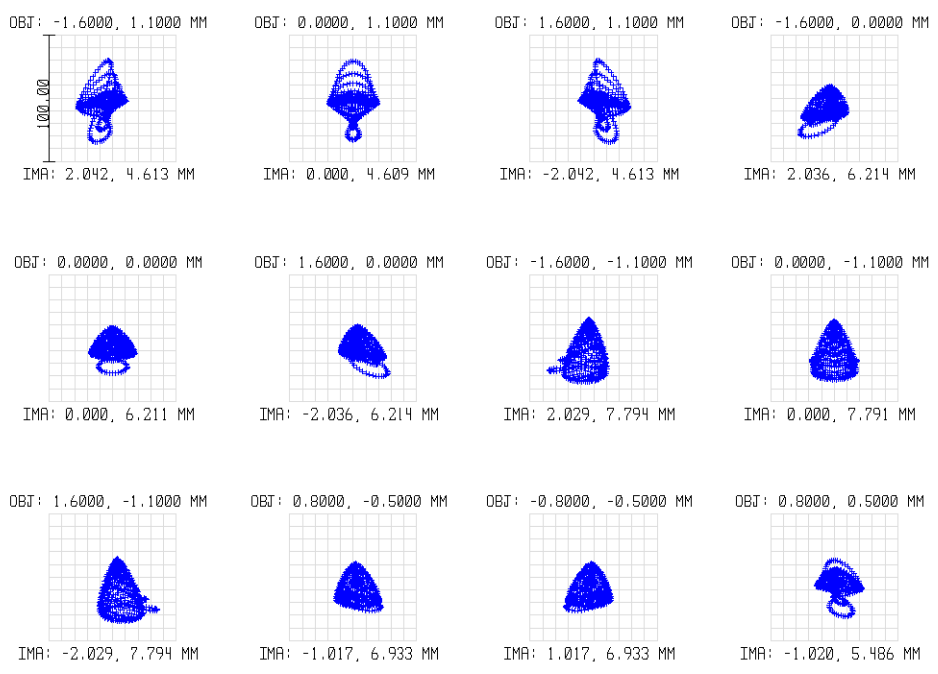 OBJ: -1.6000, 1.1000 MM
OBJ: 0.0000, 1.1000 MM
OBJ: 1.6000, 1.1000 MM
OBJ: -1.6000, 0.0000 MM
100.00
IMA: 2.042, 4.613 MM
IMA: 0.000, 4.609 MM
IMA: -2.042, 4.613 MM
IMA: 2.036, 6.214 MM
OBJ: 0.0000, 0.0000 MM
OBJ: 1.6000, 0.0000 MM
OBJ: -1.6000, -1.1000 MM
OBJ: 0.0000, -1.1000 MM
IMA: 0.000, 6.211 MM
IMA: -2.036, 6.214 MM
IMA: 2.029, 7.794 MM
IMA: 0.000, 7.791 MM
OBJ: 1.6000, -1.1000 MM
OBJ: 0.8000, -0.5000 MM
OBJ: -0.8000, -0.5000 MM
OBJ: 0.8000, 0.5000 MM
IMA: -2.029, 7.794 MM
IMA: -1.017, 6.933 MM
IMA: 1.017, 6.933 MM
IMA: -1.020, 5.486 MM